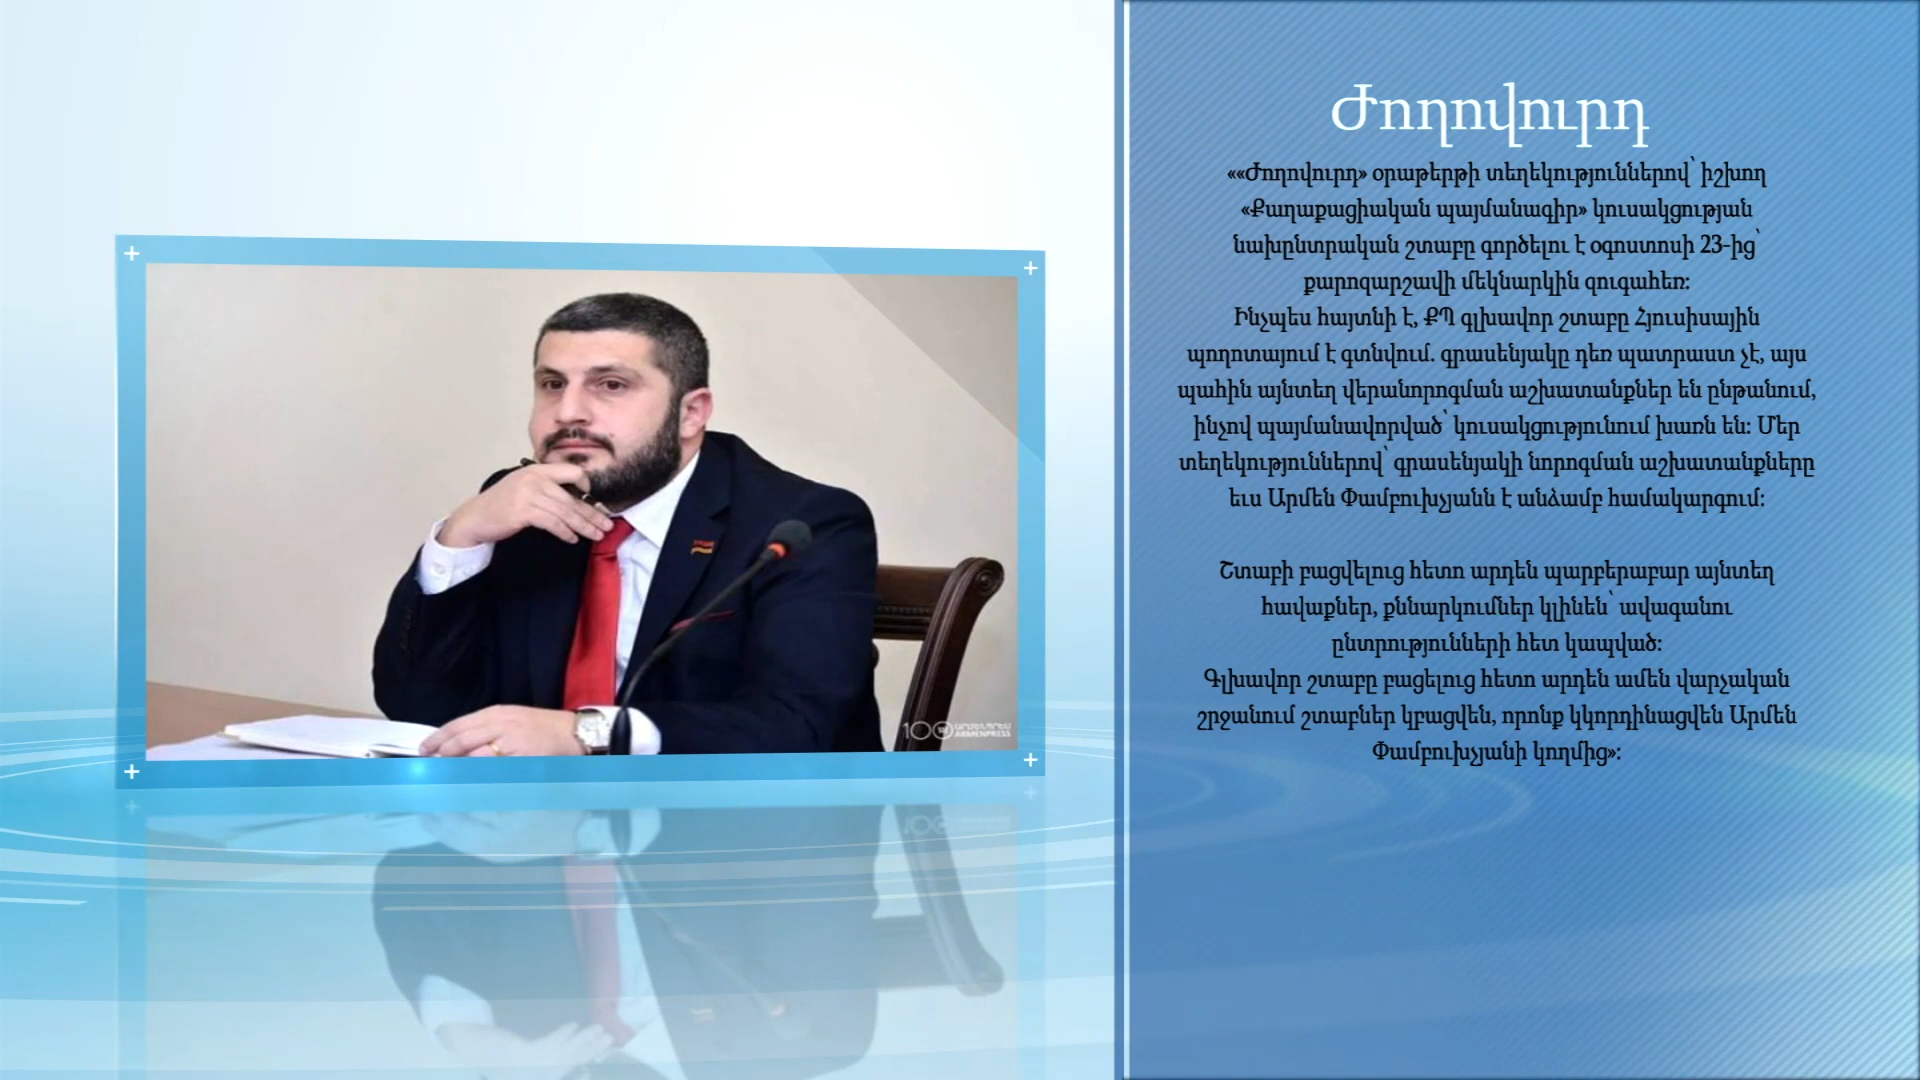 Ժողովուրդ
««Ժողովուրդ» օրաթերթի տեղեկություններով՝ իշխող
«Քաղաքացիական պայմանագիր» կուսակցության
նախընտրական շտաբը գործելու է օգոստոսի 23-ից՝
քարոզարշավի մեկնարկին զուգահեռ:
Ինչպես հայտնի է, ՔՊ գլխավոր շտաբը Հյուսիսային
պողոտայում է գտնվում. գրասենյակը դեռ պատրաստ չէ, այս
պահին այնտեղ վերանորոգման աշխատանքներ են ընթանում,
ինչով պայմանավորված՝ կուսակցությունում խառն են: Մեր
տեղեկություններով՝ գրասենյակի նորոգման աշխատանքները
եւս Արմեն Փամբուխչյանն է անձամբ համակարգում:
Շտաբի բացվելուց հետո արդեն պարբերաբար այնտեղ
հավաքներ, քննարկումներ կլինեն՝ ավագանու
ընտրությունների հետ կապված:
Գլխավոր շտաբը բացելուց հետո արդեն ամեն վարչական
շրջանում շտաբներ կբացվեն, որոնք կկորդինացվեն Արմեն
Փամբուխչյանի կողմից»:
100 ԱՐՄԵՆՊՐԵՍ
ARMENPRESS